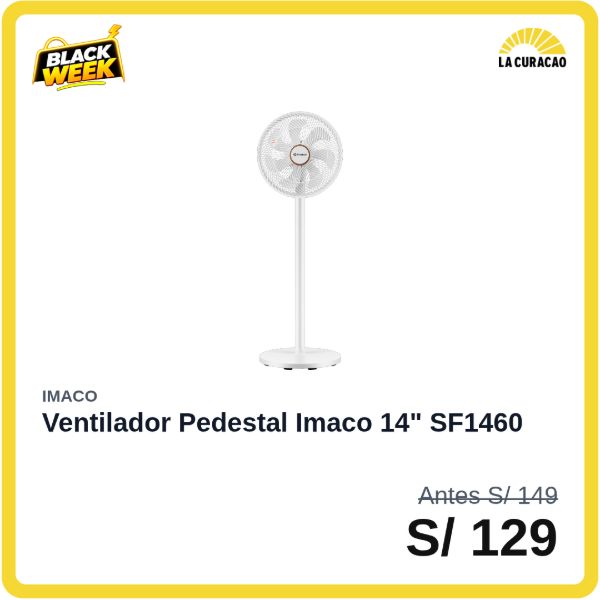 BLACK
WEEK
LA CURACAO
IMACO
Ventilador Pedestal Imaco 14" SF1460
Antes S/ 149
S/ 129